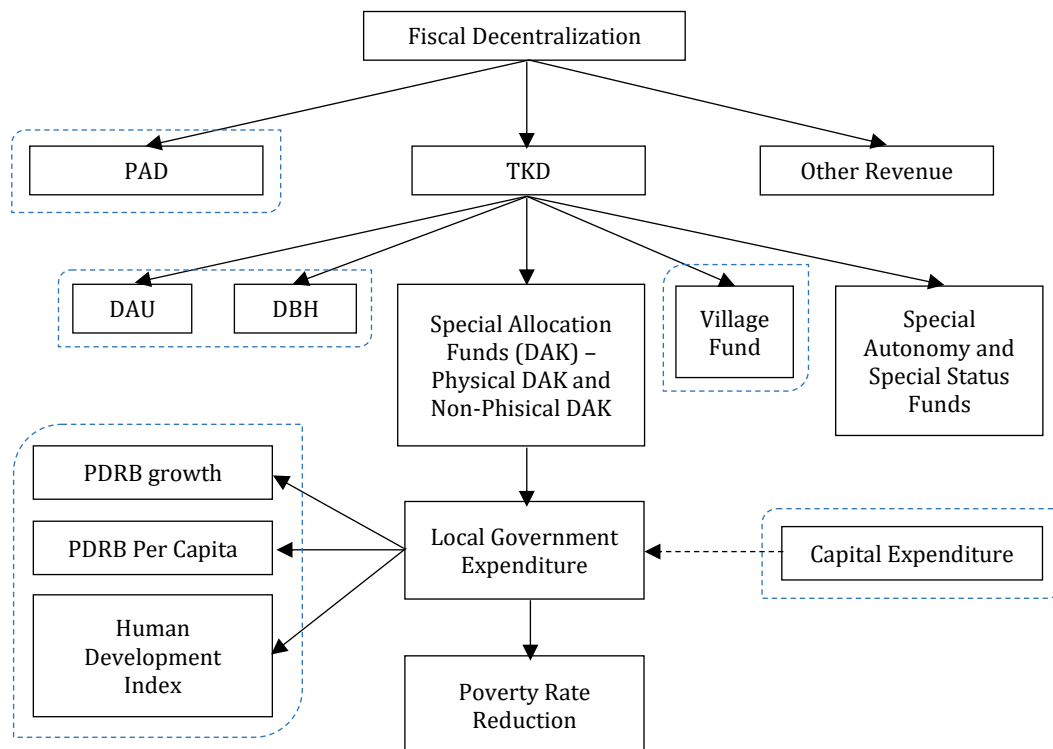 Fiscal Decentralization
PAD
TKD
Other Revenue
DAU
DBH
Special Allocation
Funds (DAK) –
Physical DAK and
Non-Phisical DAK
Village
Fund
Special
Autonomy and
Special Status
Funds
PDRB growth
PDRB Per Capita
Human
Development
Index
Local Government
Expenditure
Capital Expenditure
Poverty Rate
Reduction